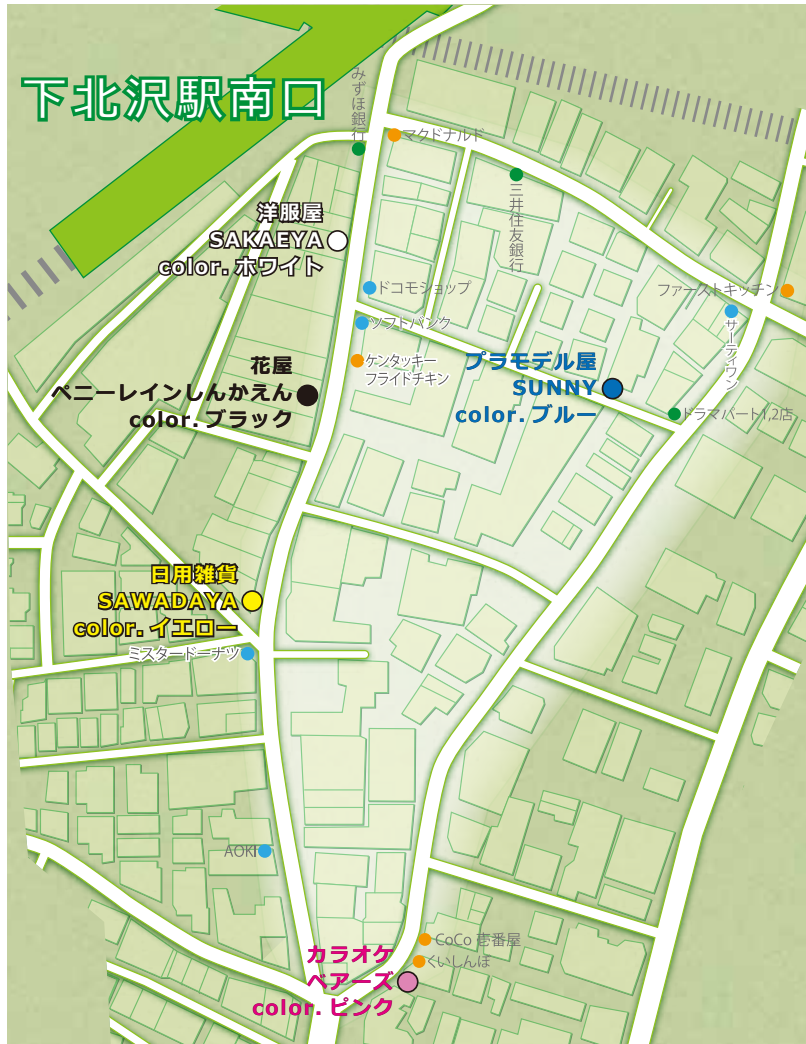 下北沢駅南口
みずほ銀行
マクドナルド
三井住友銀行
洋服屋
SAKAEYA
color.ホワイト
ドコモショップ
ファーストキッチン
ソフトバンク
サーティワン
ケンタッキー
フライドチキン
花屋
ペニーレインしんかえん
color.ブラック
プラモデル屋
SUNNY
color.ブルー
ドラマパート1,2店
日用雑貨
SAWADAYA
color.イエロー
ミスタードーナツ
AOKI
CoCo 壱番屋
くいしんぼ
カラオケ
ベアーズ
color.ピンク